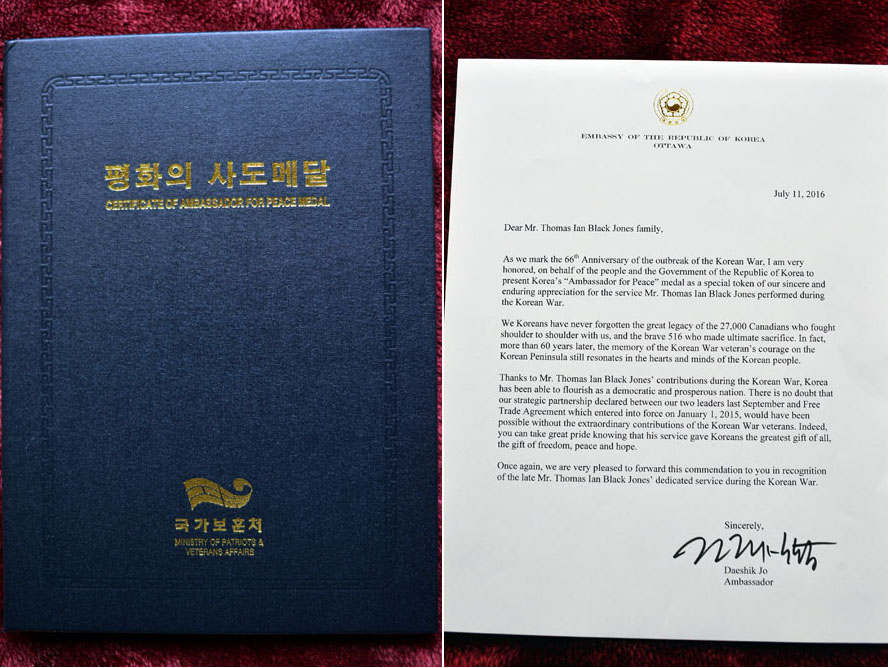 평화의 사도메달
CERTIFICATE OF AMBASSADOR FOR PEACE MEDAL
국가보훈처
MINISTRY OF PATRIOTS &
VETERANS AFFAIRS
EMBASSY OF THE REPUBLIC OF KOREA
OTTAWA
July 11, 2016
Dear Mr. Thomas Ian Black Jones family,
As we mark the 66th Anniversary of the outbreak of the Korean War, I am very
honored, on behalf of the people and the Government of the Republic of Korea to
present Korea's "Ambassador for Peace" medal as a special token of our sincere and
enduring appreciation for the service Mr. Thomas Ian Black Jones performed during
the Korean War.
We Koreans have never forgotten the great legacy of the 27,000 Canadians who fought
shoulder to shoulder with us, and the brave 516 who made ultimate sacrifice. In fact,
more than 60 years later, the memory of the Korean War veteran's courage on the
Korean Peninsula still resonates in the hearts and minds of the Korean people.
Thanks to Mr. Thomas Ian Black Jones' contributions during the Korean War, Korea
has been able to flourish as a democratic and prosperous nation. There is no doubt that
our strategic partnership declared between our two leaders last September and Free
Trade Agreement which entered into force on January 1, 2015, would have been
possible without the extraordinary contributions of the Korean War veterans. Indeed,
you can take great pride knowing that his service gave Koreans the greatest gift of all,
the gift of freedom, peace and hope.
Once again, we are very pleased to forward this commendation to you in recognition
of the late Mr. Thomas Ian Black Jones' dedicated service during the Korean War.
Sincerely,
Daeshik Jo
Ambassador